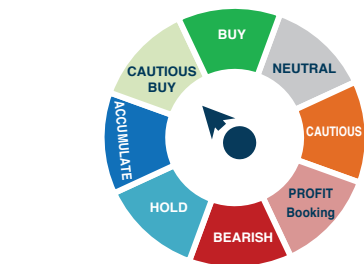 BUY
NEUTRAL
CAUTIOUS
PROFIT
Booking
BEARISH
HOLD
ACCUMULATE
CAUTIOUS
BUY